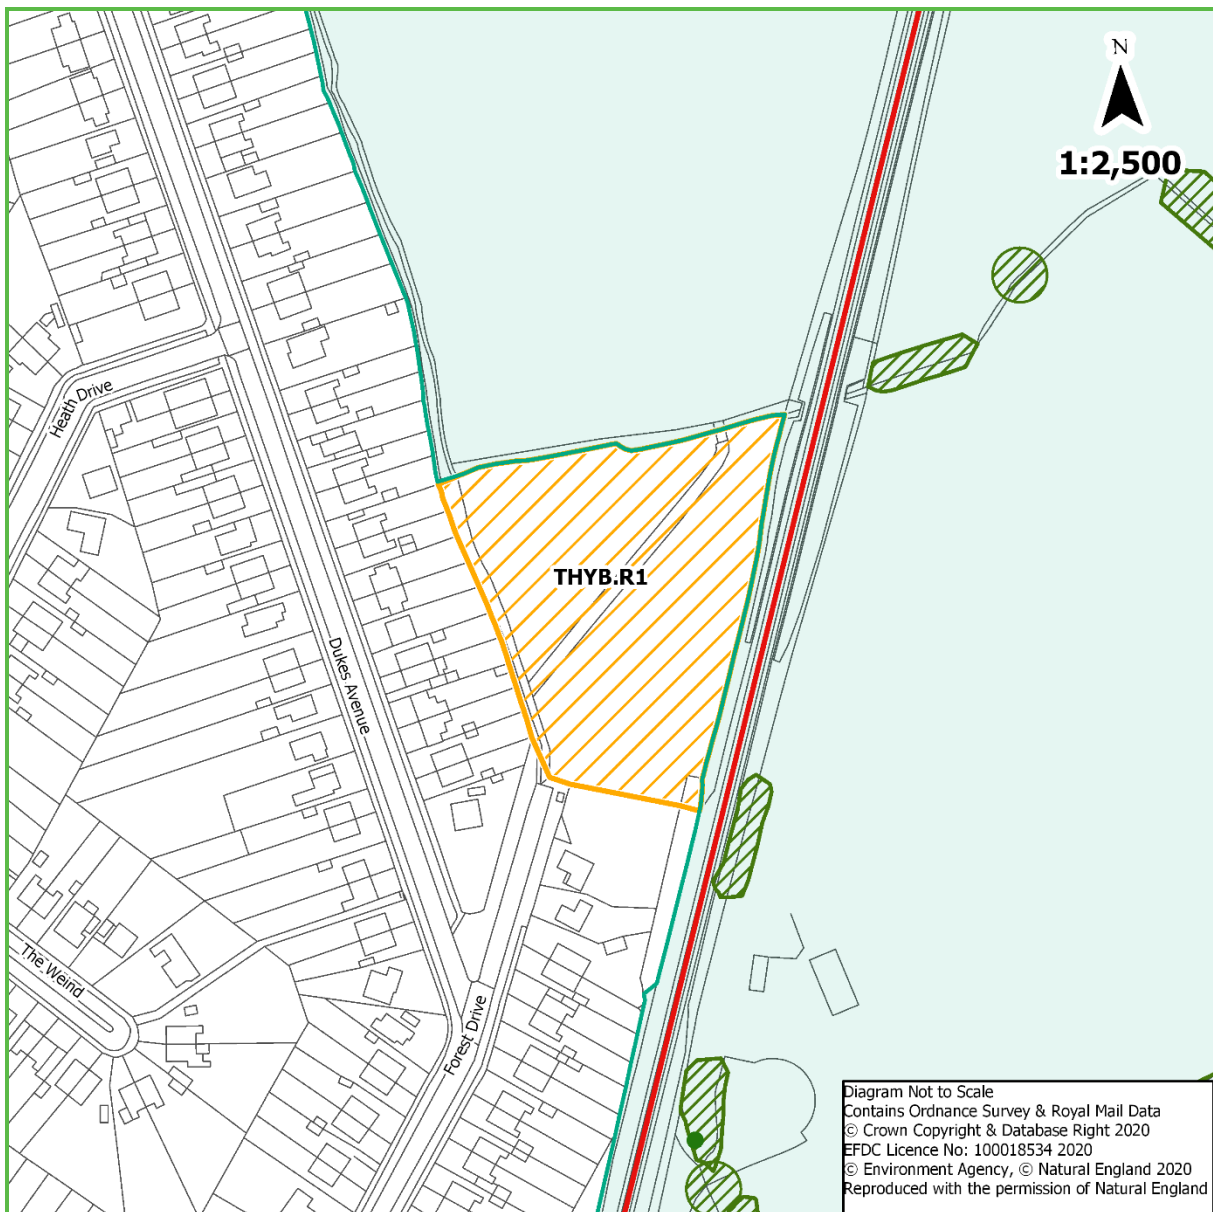 N
1:2,500
Heath Drive
THYB.R1
Dukes Avenue
The Weind
Forest Drive
Diagram Not to Scale
Contains Ordnance Survey & Royal Mail Data
© Crown Copyright & Database Right 2020
EFDC Licence No: 100018534 2020
© Environment Agency, © Natural England 2020
Reproduced with the permission of Natural England